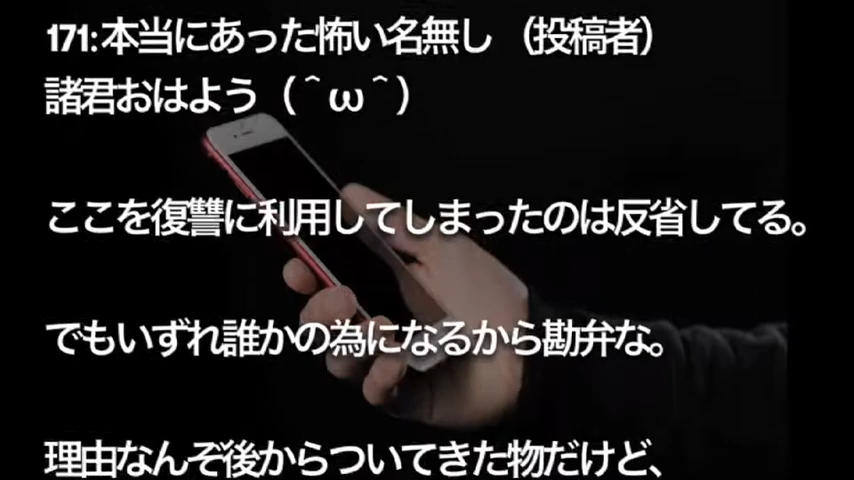 171:本当にあった怖い名無し （投稿者）
諸君おはよう（＾ω＾）
ここを復讐に利用してしまったのは反省してる。
でもいずれ誰かの為になるから勘弁な。
理由なんぞ後からついてきた物だけど、